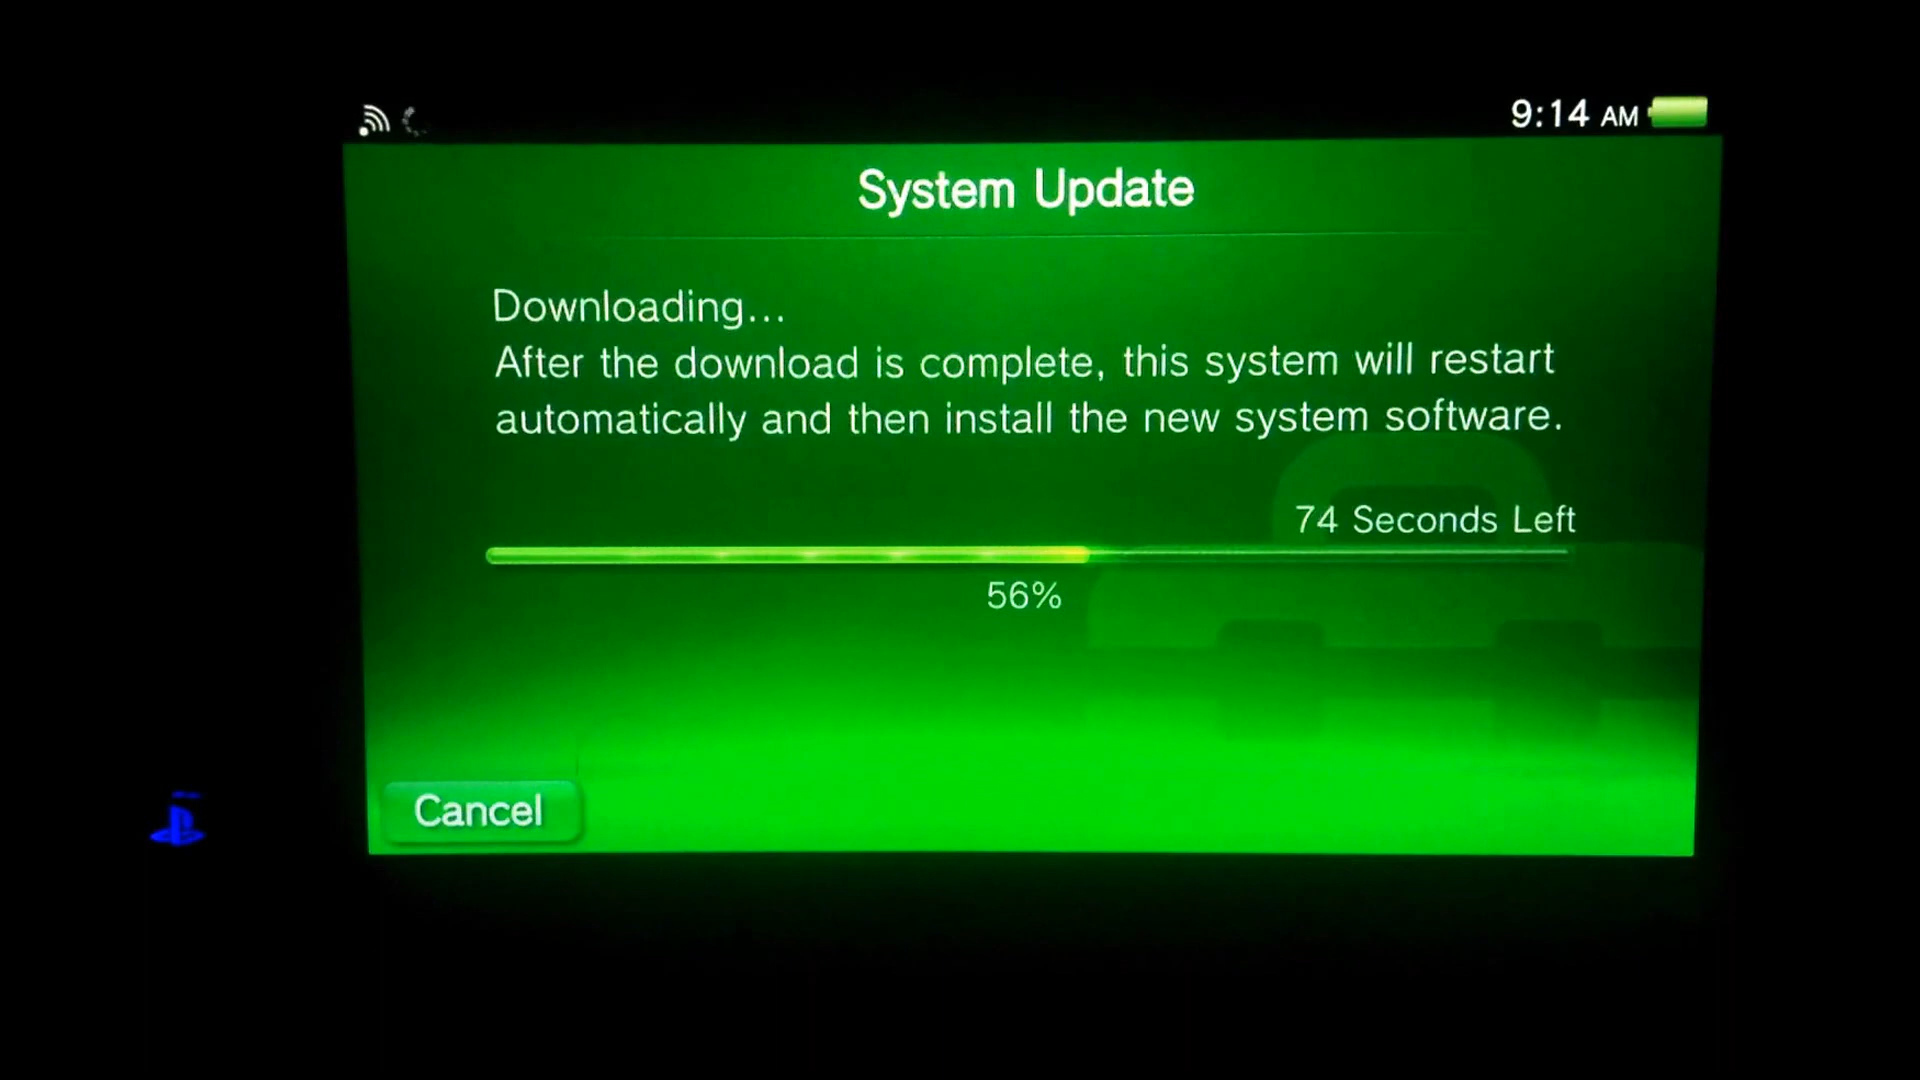 9:14 AM
System Update
Downloading...
After the download is complete, this system will restart
automatically and then install the new system software.
74 Seconds Left
56%
Cancel